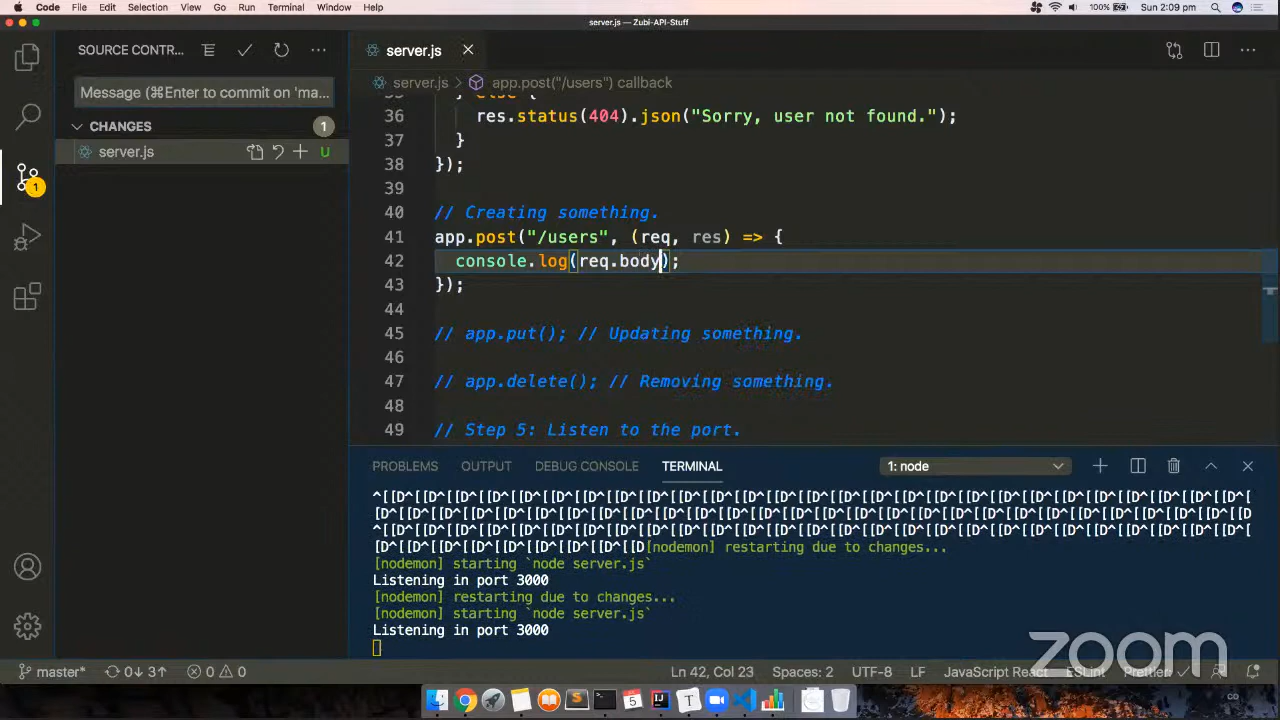 Code File Edit Selection View Go Run Terminal Window Help 100% Sun 2:09 pm
server.js — Zubi-API-Stuff
SOURCE CONTR...
server.js
server.js > app.post("/users") callback
Message (⌘Enter to commit on 'ma...
CHANGES 1
server.js U
1
35 } else {
36 res.status(404).json("Sorry, user not found.");
37 }
38 });
39
40 // Creating something.
41 app.post("/users", (req, res) => {
42 console.log(req.body);
43 });
44
45 // app.put(); // Updating something.
46
47 // app.delete(); // Removing something.
48
49 // Step 5: Listen to the port.
PROBLEMS OUTPUT DEBUG CONSOLE TERMINAL 1: node
^[[D^[[D^[[D^[[D^[[D^[[D^[[D^[[D^[[D^[[D^[[D^[[D^[[D^[[D^[[D^[[D^[[D^[[D^[[D^[[D^[[D^[[D^[[D^[[D^[[D^[[D^[
[D^[[D^[[D^[[D^[[D^[[D^[[D^[[D^[[D^[[D^[[D^[[D^[[D^[[D^[[D^[[D^[[D^[[D^[[D^[[D^[[D^[[D^[[D^[[D^[[D^[[D
^[[D^[[D^[[D^[[D^[[D^[[D^[[D^[[D^[[D^[[D^[[D^[[D^[[D^[[D^[[D^[[D^[[D^[[D^[[D^[[D^[[D^[[D^[[D^[[D^[[D^[[D^[
[D^[[D^[[D^[[D^[[D^[[D^[[D^[[D[nodemon] restarting due to changes...
[nodemon] starting `node server.js`
Listening in port 3000
[nodemon] restarting due to changes...
[nodemon] starting `node server.js`
Listening in port 3000
zoom
master* 0↓ 3↑ 0 0 Ln 42, Col 23 Spaces: 2 UTF-8 LF JavaScript React ESLint Prettier
5